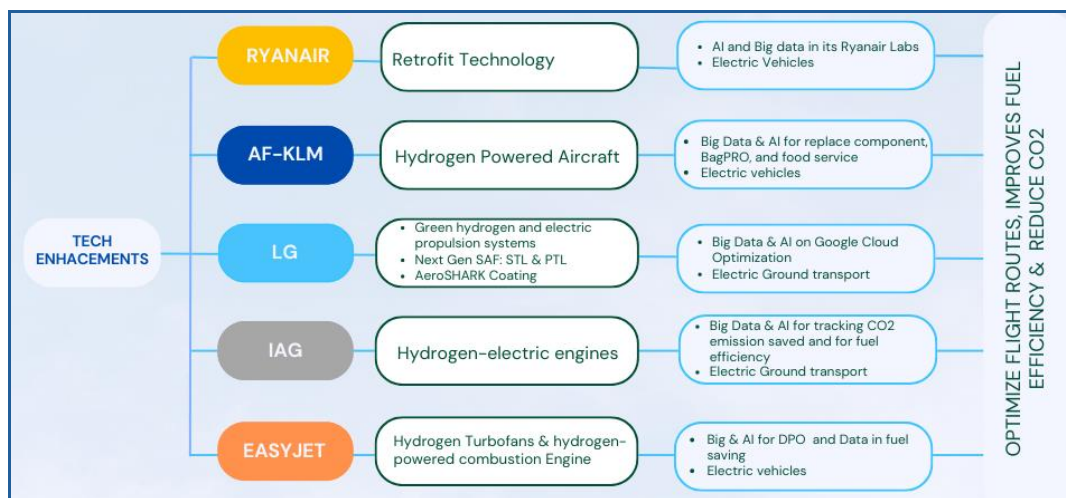 RYANAIR
Retrofit Technology
• AI and Big data in its Ryanair Labs
• Electric Vehicles
AF-KLM
Hydrogen Powered Aircraft
• Big Data & AI for replace component,
BagPRO, and food service
• Electric vehicles
TECH
ENHACEMENTS
LG
• Green hydrogen and electric
propulsion systems
• Next Gen SAF: STL & PTL
• AeroSHARK Coating
• Big Data & AI on Google Cloud
Optimization
• Electric Ground transport
IAG
Hydrogen-electric engines
• Big Data & AI for tracking CO2
emission saved and for fuel
efficiency
• Electric Ground transport
EASYJET
Hydrogen Turbofans & hydrogen-
powered combustion Engine
• Big & AI for DPO and Data in fuel
saving
• Electric vehicles
OPTIMIZE FLIGHT ROUTES, IMPROVES FUEL
EFFICIENCY & REDUCE CO2